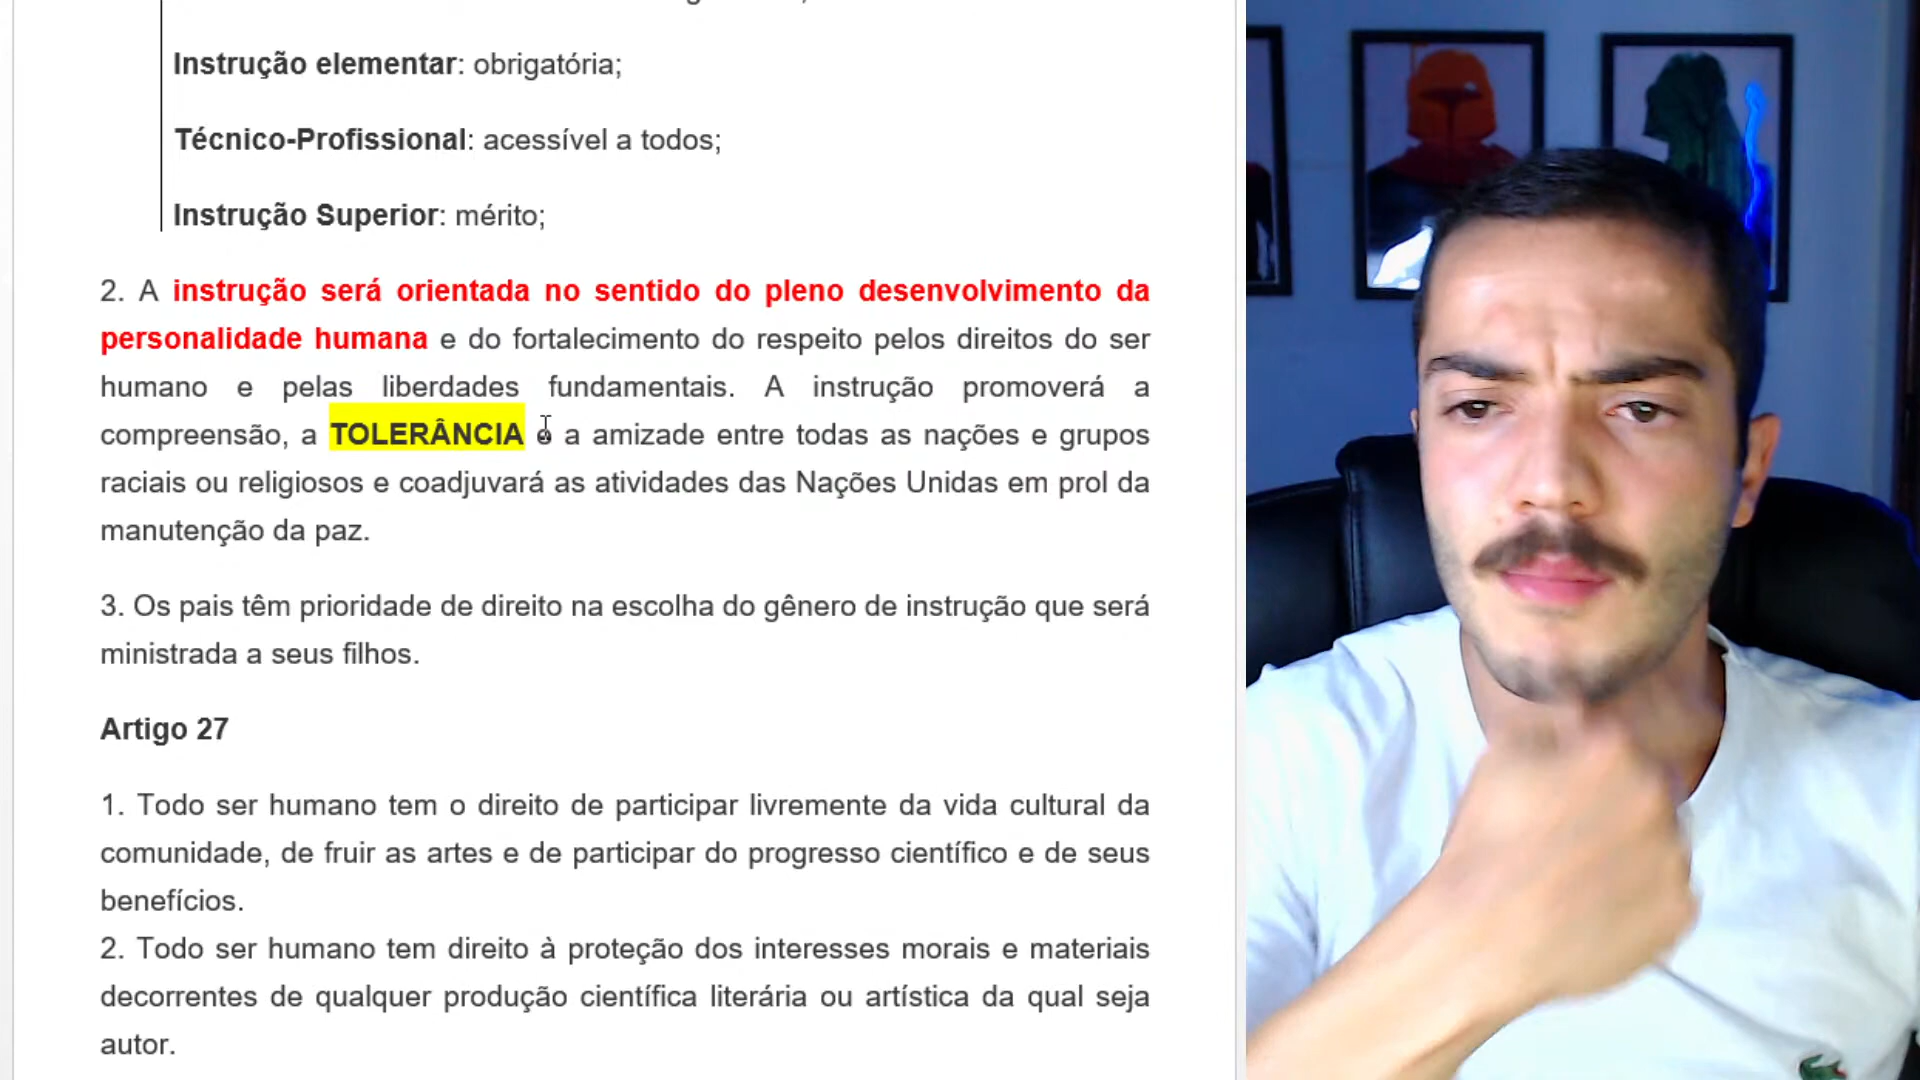 Instrução elementar: obrigatória;
Técnico-Profissional: acessível a todos;
Instrução Superior: mérito;
2. A instrução será orientada no sentido do pleno desenvolvimento da
personalidade humana e do fortalecimento do respeito pelos direitos do ser
humano e pelas liberdades fundamentais. A instrução promoverá a
compreensão, a TOLERÂNCIA e a amizade entre todas as nações e grupos
raciais ou religiosos e coadjuvará as atividades das Nações Unidas em prol da
manutenção da paz.
3. Os pais têm prioridade de direito na escolha do gênero de instrução que será
ministrada a seus filhos.
Artigo 27
1. Todo ser humano tem o direito de participar livremente da vida cultural da
comunidade, de fruir as artes e de participar do progresso científico e de seus
benefícios.
2. Todo ser humano tem direito à proteção dos interesses morais e materiais
decorrentes de qualquer produção científica literária ou artística da qual seja
autor.